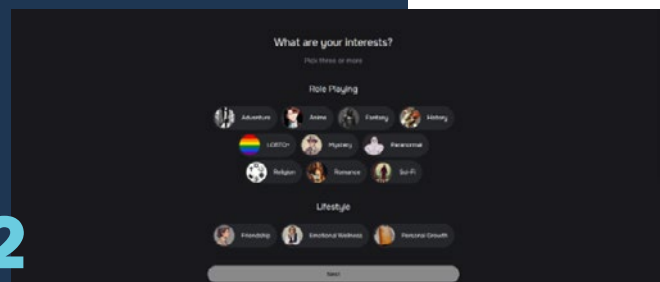 What are your interests?
Pick three or more
Role Playing
Adventure Anime Fantasy History
LGBTQ+ Mystery Paranormal
Religion Romance Sci-Fi
Lifestyle
Friendship Emotional Wellness Personal Growth
Next
2